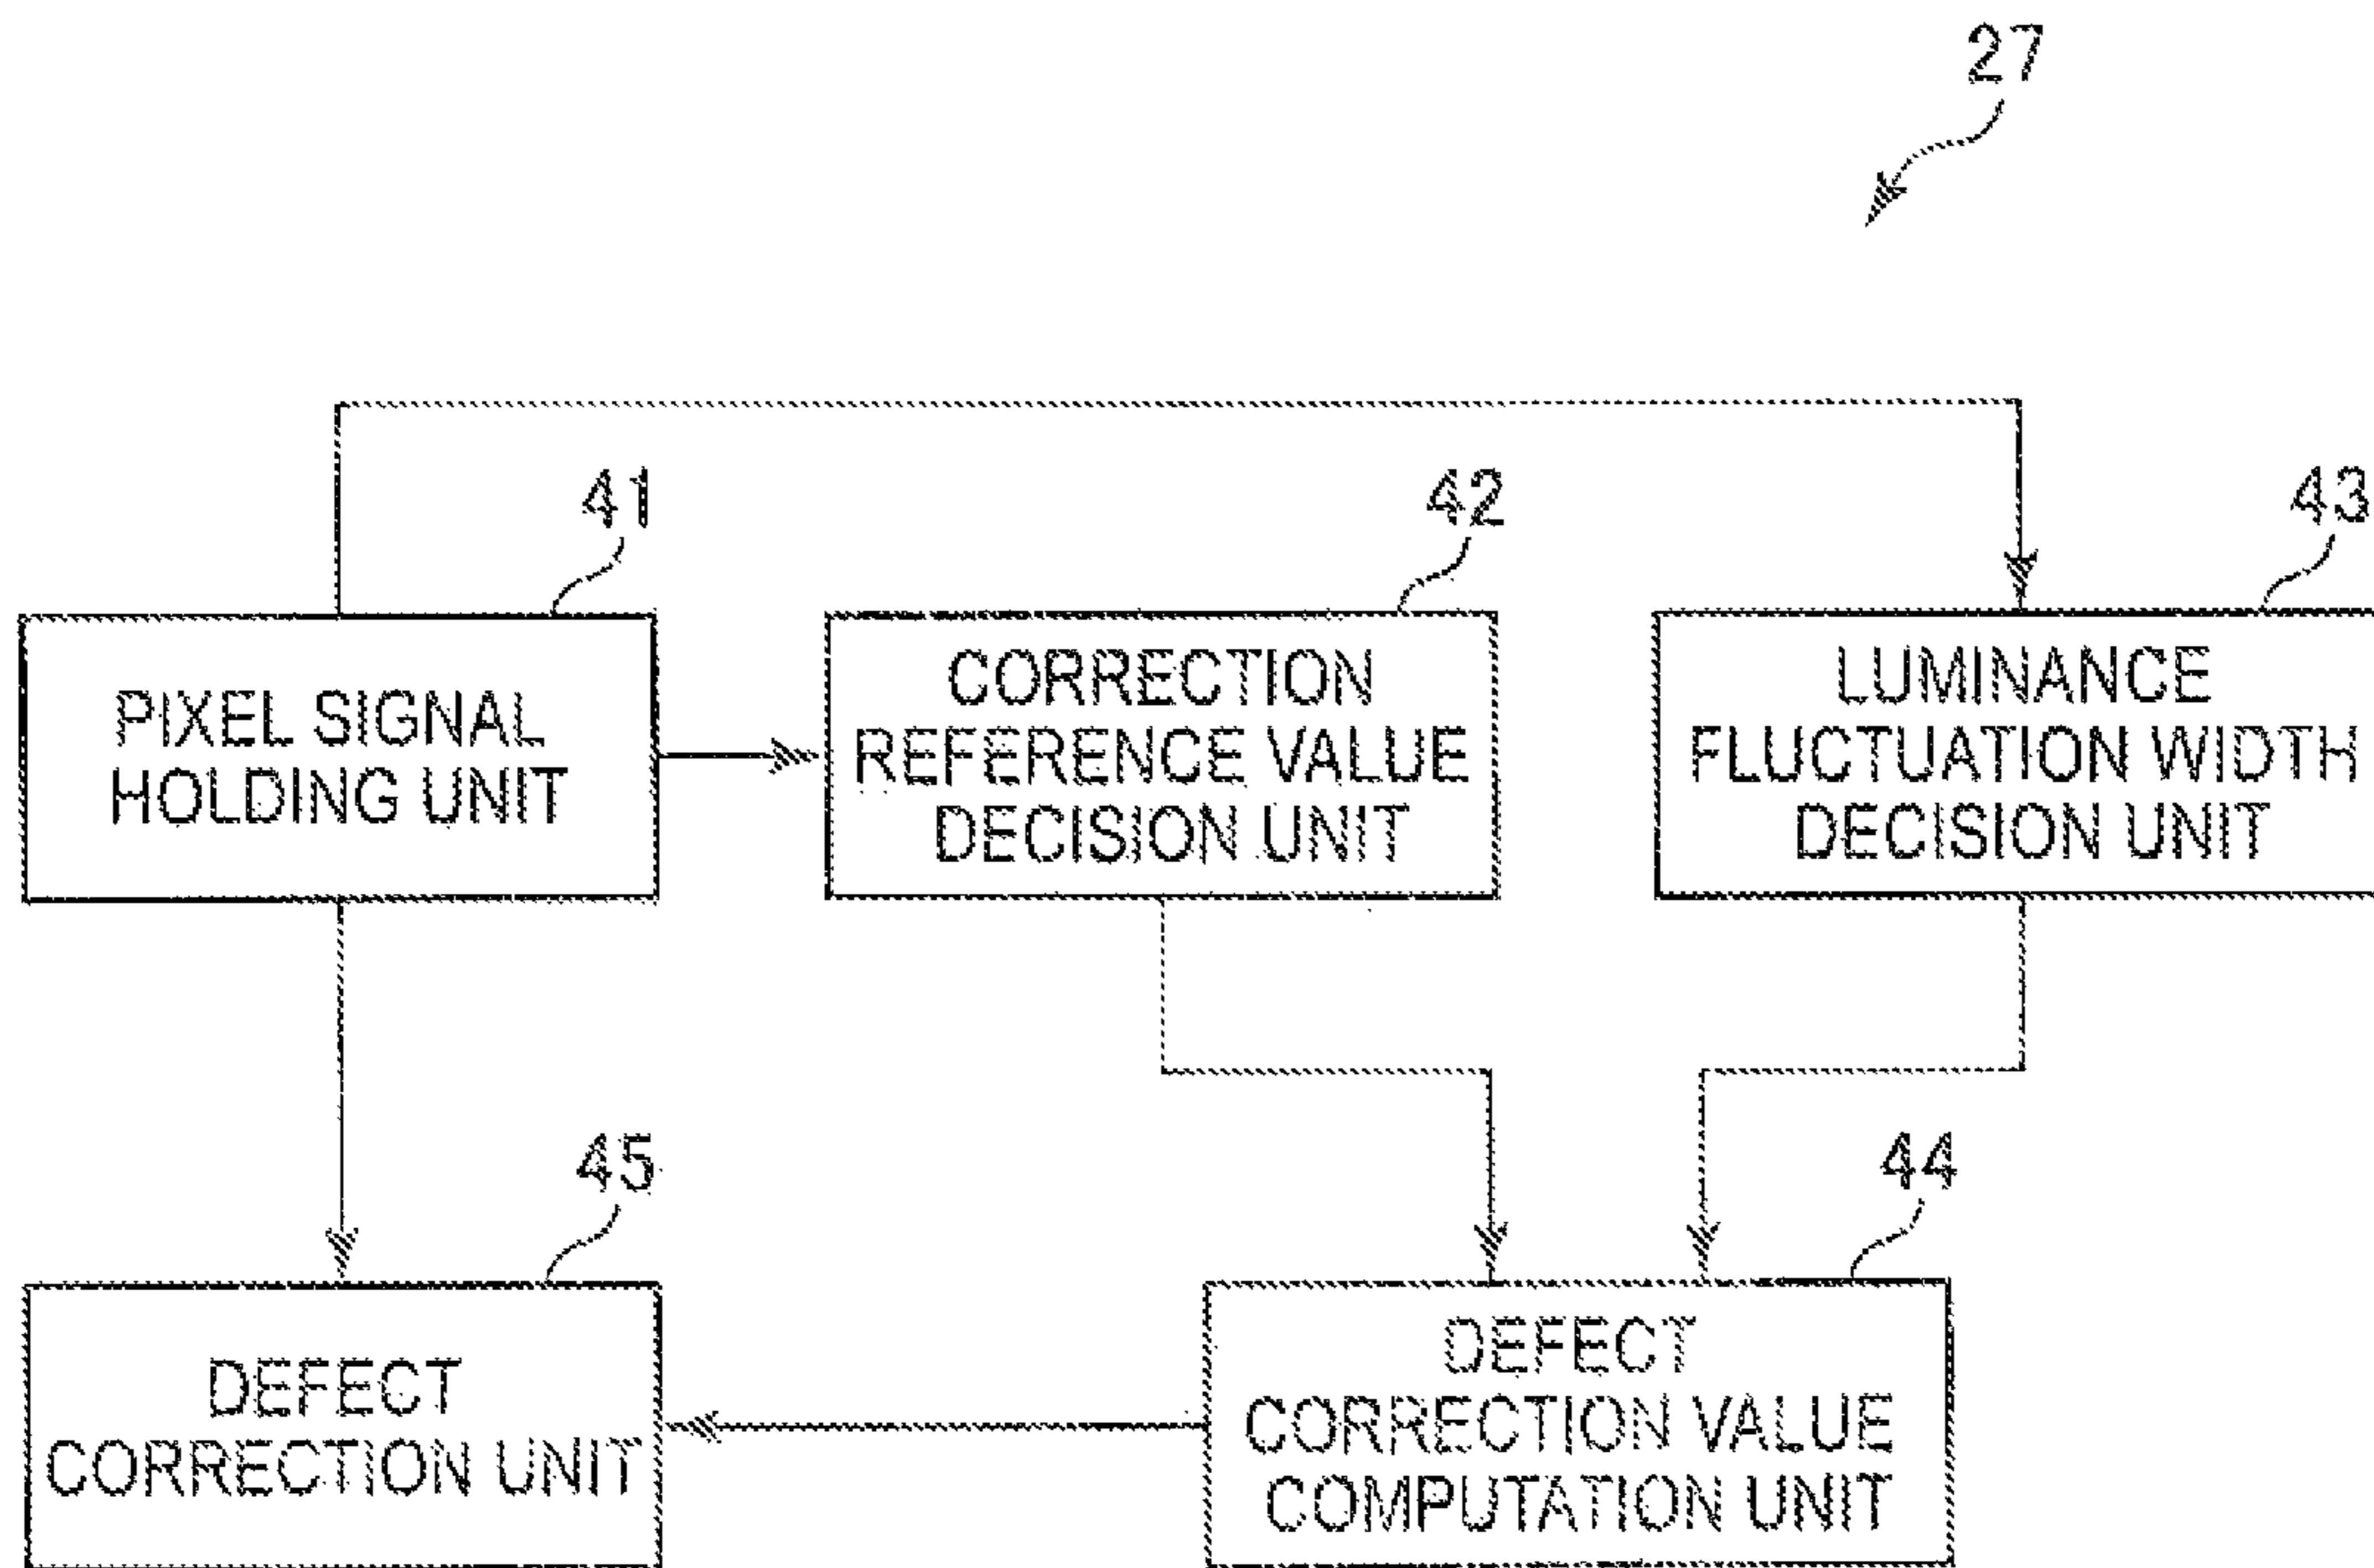 27
41
42
43
PIXEL SIGNAL
HOLDING UNIT
CORRECTION
REFERENCE VALUE
DECISION UNIT
LUMINANCE
FLUCTUATION WIDTH
DECISION UNIT
45
44
DEFECT
CORRECTION UNIT
DEFECT
CORRECTION VALUE
COMPUTATION UNIT